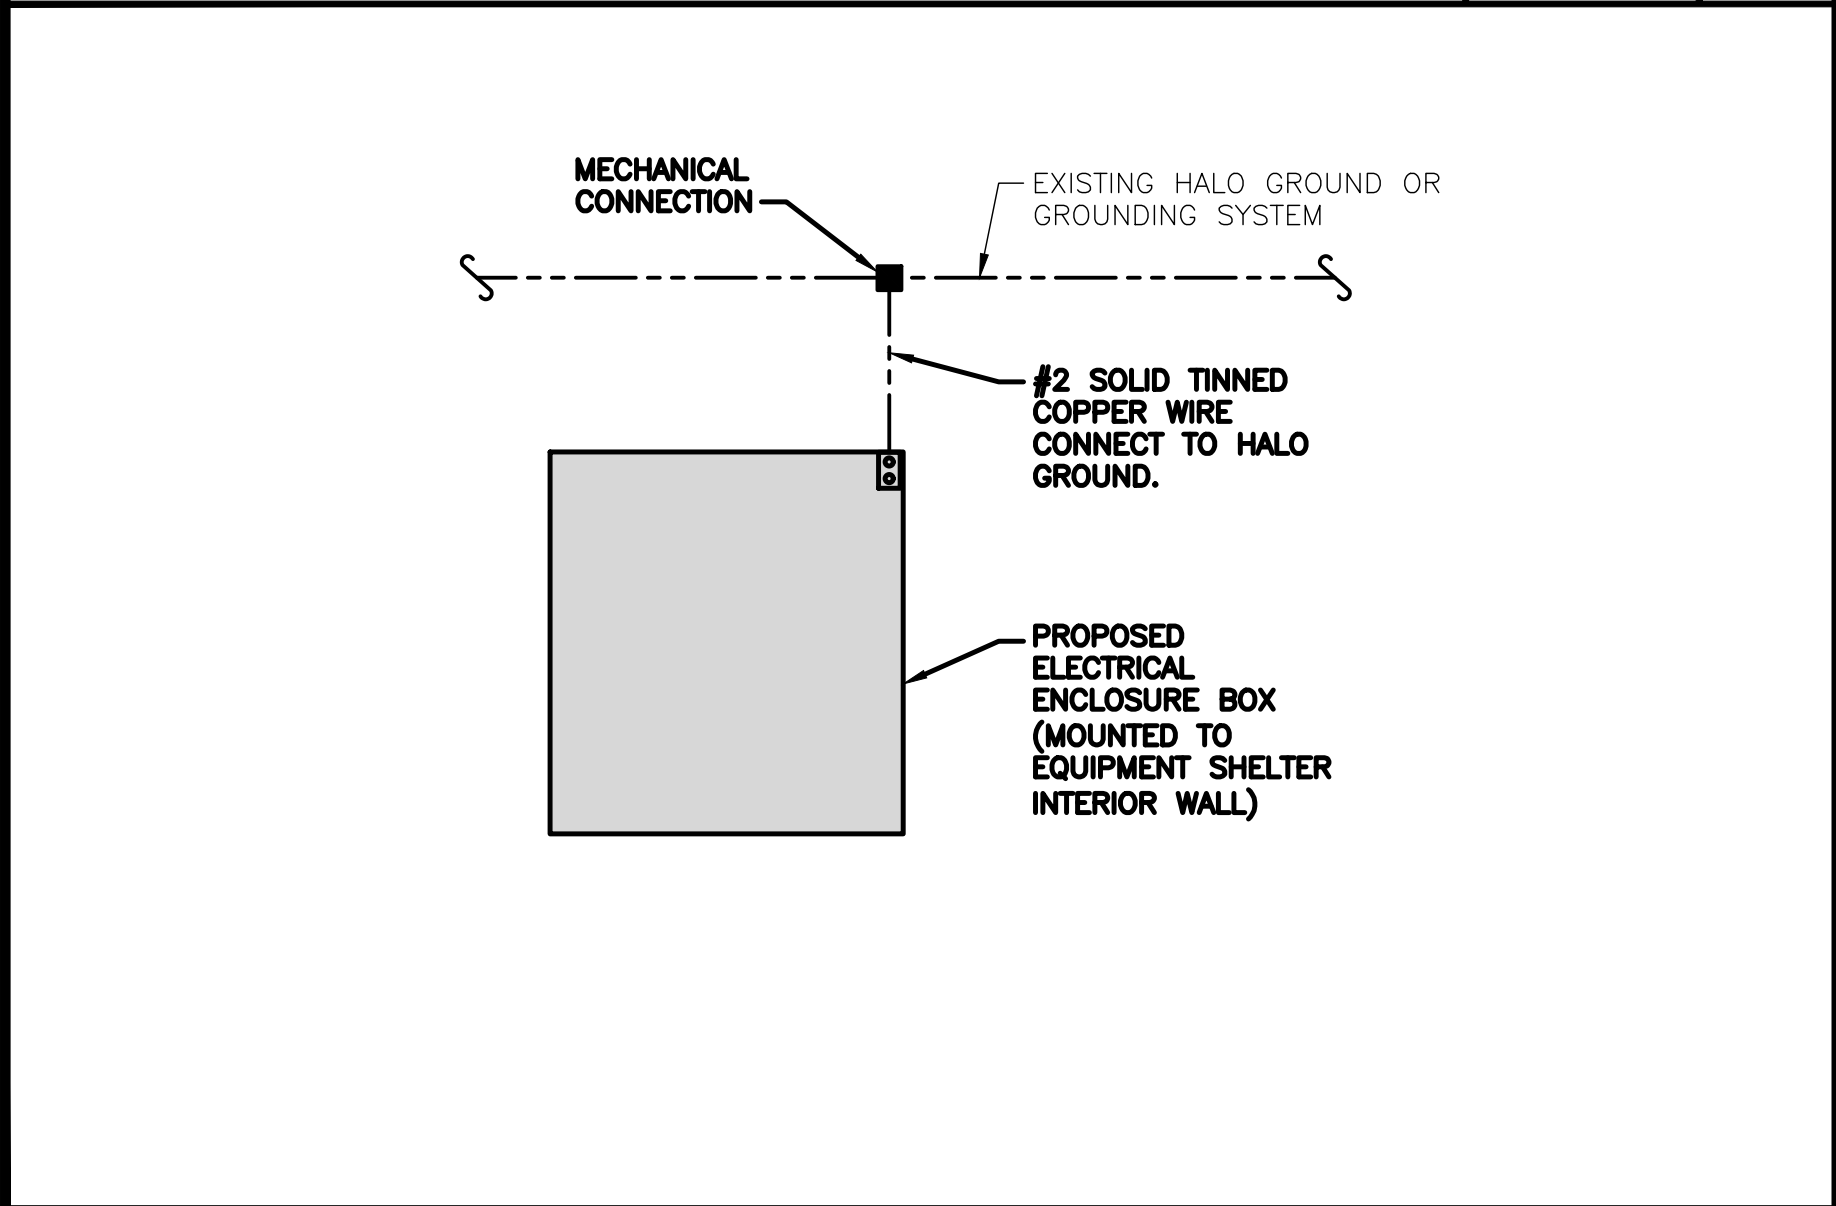 MECHANICAL
CONNECTION
EXISTING HALO GROUND OR
GROUNDING SYSTEM
#2 SOLID TINNED
COPPER WIRE
CONNECT TO HALO
GROUND.
PROPOSED
ELECTRICAL
ENCLOSURE BOX
(MOUNTED TO
EQUIPMENT SHELTER
INTERIOR WALL)